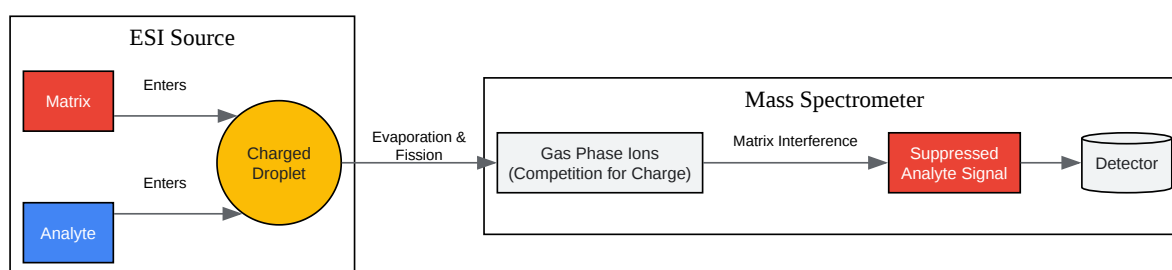 ESI Source
Matrix
Enters
Charged
Droplet
Enters
Analyte
Evaporation &
Fission
Mass Spectrometer
Gas Phase Ions
(Competition for Charge)
Matrix Interference
Suppressed
Analyte Signal
Detector